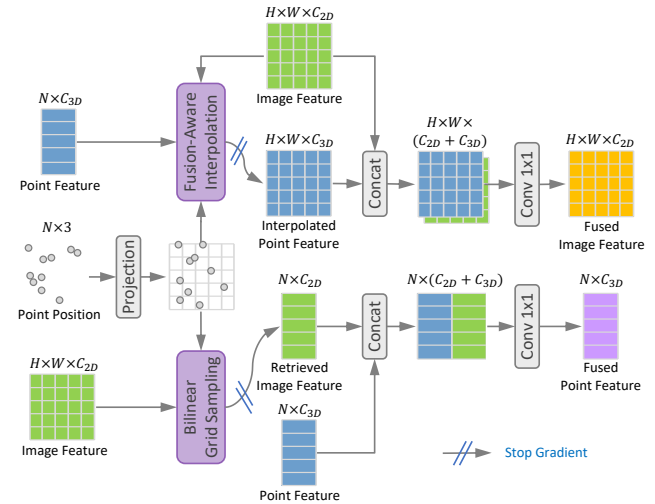 H×W×C2D
Image Feature
N×C3D
Point Feature
Fusion-Aware
Interpolation
H×W×C3D
Interpolated
Point Feature
Concat
H×W×
(C2D + C3D)
Conv 1x1
H×W×C2D
Fused
Image Feature
N×3
Point Position
Projection
N×C2D
Retrieved
Image Feature
Concat
N×(C2D + C3D)
Conv 1x1
N×C3D
Fused
Point Feature
H×W×C2D
Image Feature
Bilinear
Grid Sampling
N×C3D
Point Feature
Stop Gradient